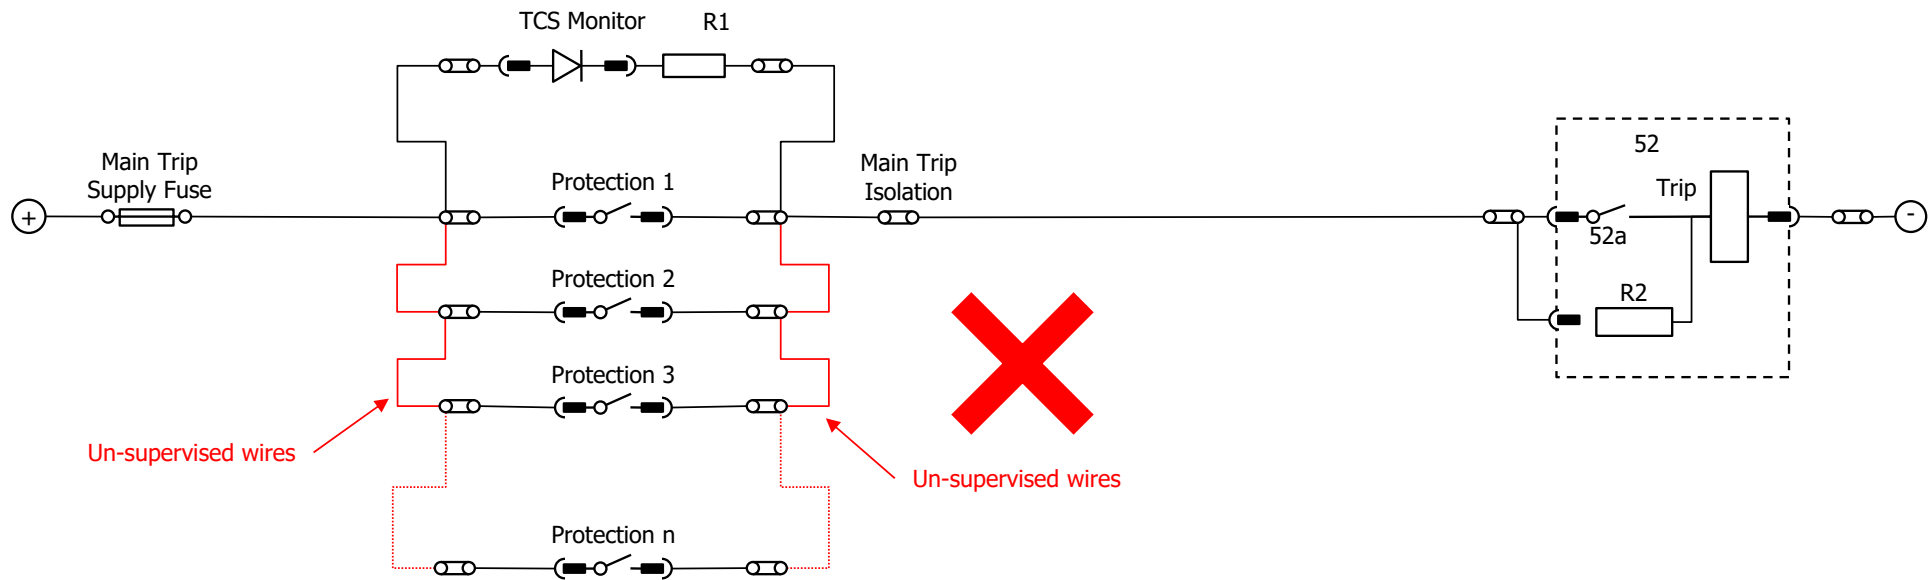 TCS Monitor
R1
Main Trip
Supply Fuse
Protection 1
Main Trip
Isolation
52
Trip
52a
+
-
Protection 2
R2
Protection 3
Un-supervised wires
Un-supervised wires
Protection n